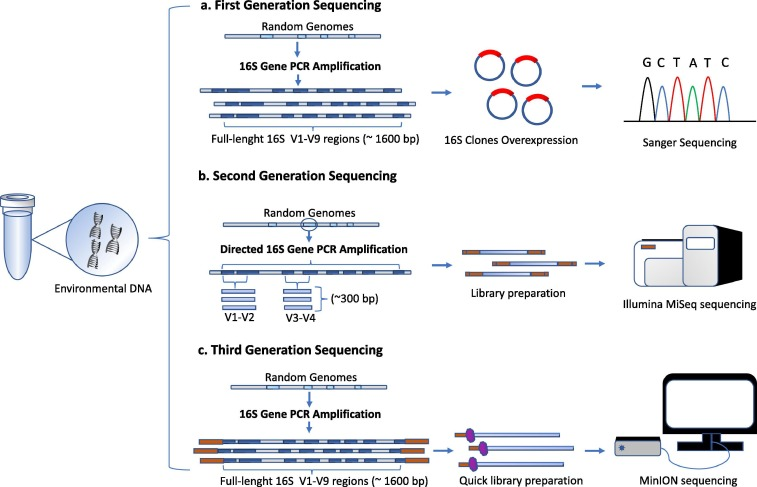 a. First Generation Sequencing
Random Genomes
16S Gene PCR Amplification
Full-lenght 16S V1-V9 regions (~ 1600 bp)
16S Clones Overexpression
G C T A T C
Sanger Sequencing
Environmental DNA
b. Second Generation Sequencing
Random Genomes
Directed 16S Gene PCR Amplification
(~300 bp)
V1-V2 V3-V4
Library preparation
Illumina MiSeq sequencing
c. Third Generation Sequencing
Random Genomes
16S Gene PCR Amplification
Full-lenght 16S V1-V9 regions (~ 1600 bp)
Quick library preparation
MinION sequencing